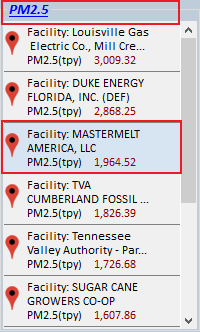 PM2.5
Facility: Louisville Gas
Electric Co., Mill Cre...
PM2.5(tpy) 3,009.32
Facility: DUKE ENERGY
FLORIDA, INC. (DEF)
PM2.5(tpy) 2,868.25
Facility: MASTERMELT
AMERICA, LLC
PM2.5(tpy) 1,964.52
Facility: TVA
CUMBERLAND FOSSIL ...
PM2.5(tpy) 1,826.39
Facility: Tennessee
Valley Authority - Par...
PM2.5(tpy) 1,726.68
Facility: SUGAR CANE
GROWERS CO-OP
PM2.5(tpy) 1,607.86